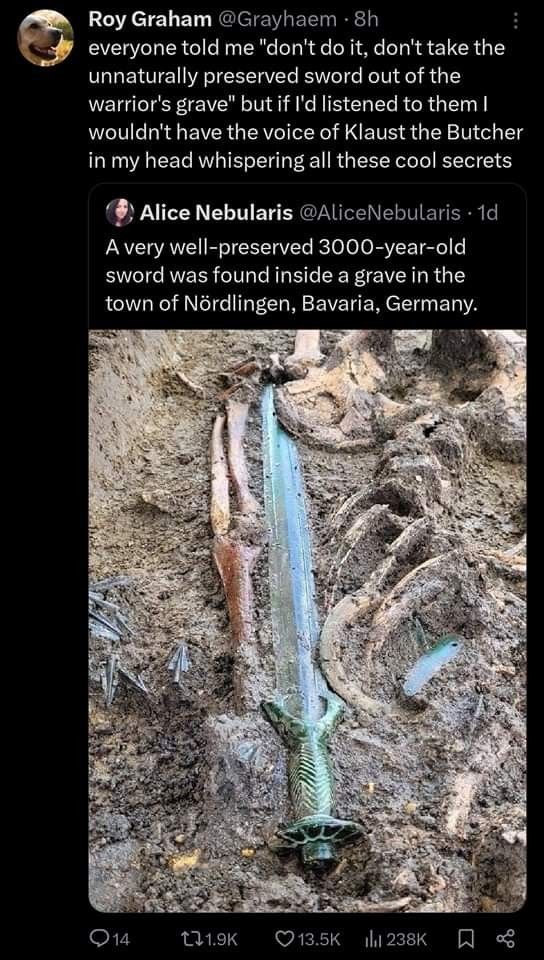 Roy Graham @Grayhaem · 8h
everyone told me "don't do it, don't take the
unnaturally preserved sword out of the
warrior's grave" but if I'd listened to them I
wouldn't have the voice of Klaust the Butcher
in my head whispering all these cool secrets
Alice Nebularis @AliceNebularis · 1d
A very well-preserved 3000-year-old
sword was found inside a grave in the
town of Nördlingen, Bavaria, Germany.
14 1.9K 13.5K 238K